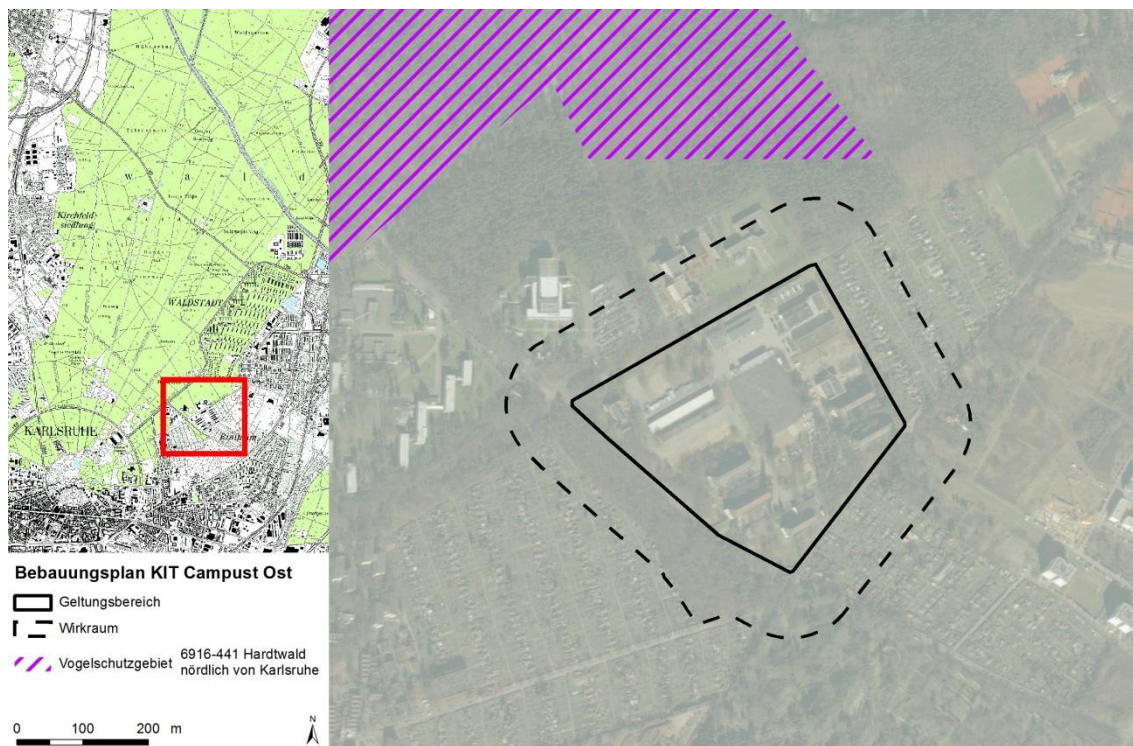 w a l d
Kirchfeld-
siedlung
WALDSTADT
KARLSRUHE
Rintheim
Bebauungsplan KIT Campust Ost
Geltungsbereich
Wirkraum
Vogelschutzgebiet 6916-441 Hardtwald
nördlich von Karlsruhe
0 100 200 m
N